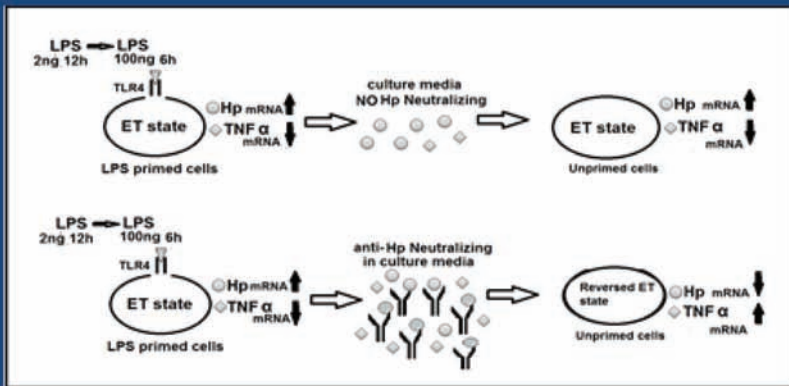 LPS → LPS
2ng 12h 100ng 6h
TLR4
ET state
Hp mRNA
TNF α
mRNA
LPS primed cells
culture media
NO Hp Neutralizing
ET state
Hp mRNA
TNF α
mRNA
Unprimed cells
LPS → LPS
2ng 12h 100ng 6h
TLR4
ET state
Hp mRNA
TNF α
mRNA
LPS primed cells
anti-Hp Neutralizing
in culture media
Reversed ET
state
Hp mRNA
TNF α
mRNA
Unprimed cells